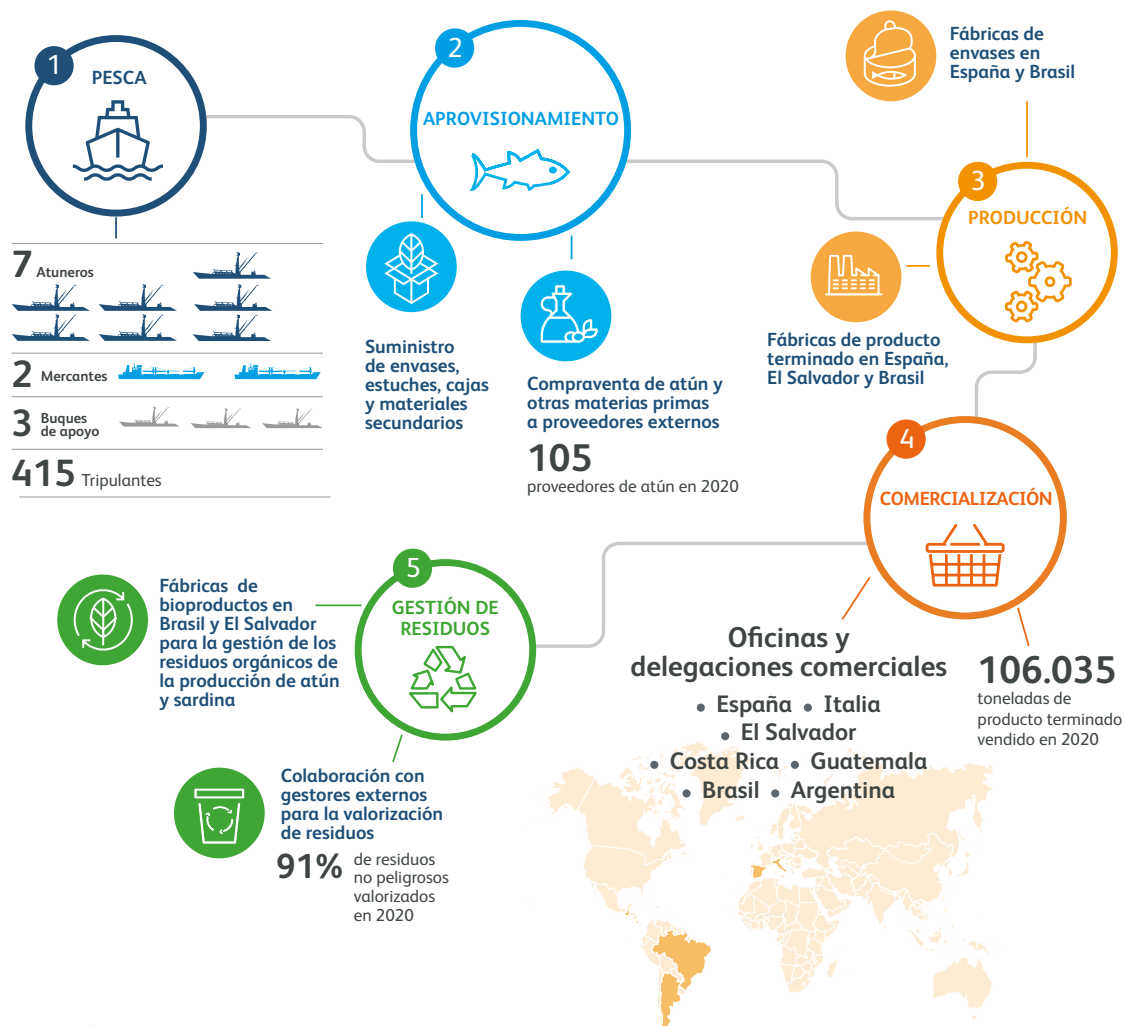 1
PESCA
7 Atuneros
2 Mercantes
3 Buques
de apoyo
415 Tripulantes
2
APROVISIONAMIENTO
Suministro
de envases,
estuches, cajas
y materiales
secundarios
Compraventa de atún y
otras materias primas
a proveedores externos
105
proveedores de atún en 2020
Fábricas de
envases en
España y Brasil
3
PRODUCCIÓN
Fábricas de producto
terminado en España,
El Salvador y Brasil
4
COMERCIALIZACIÓN
Oficinas y
delegaciones comerciales
• España • Italia
• El Salvador
• Costa Rica • Guatemala
• Brasil • Argentina
106.035
toneladas de
producto terminado
vendido en 2020
5
GESTIÓN DE
RESIDUOS
Fábricas de
bioproductos en
Brasil y El Salvador
para la gestión de los
residuos orgánicos de
la producción de atún
y sardina
Colaboración con
gestores externos
para la valorización
de residuos
91% de residuos
no peligrosos
valorizados
en 2020